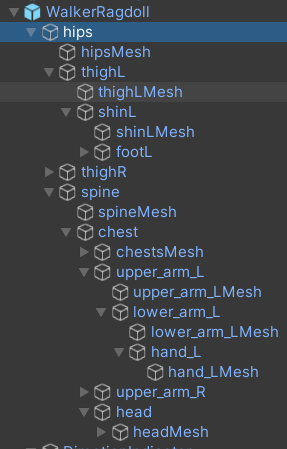 WalkerRagdoll
hips
hipsMesh
thighL
thighLMesh
shinL
shinLMesh
footL
thighR
spine
spineMesh
chest
chestsMesh
upper_arm_L
upper_arm_LMesh
lower_arm_L
lower_arm_LMesh
hand_L
hand_LMesh
upper_arm_R
head
headMesh